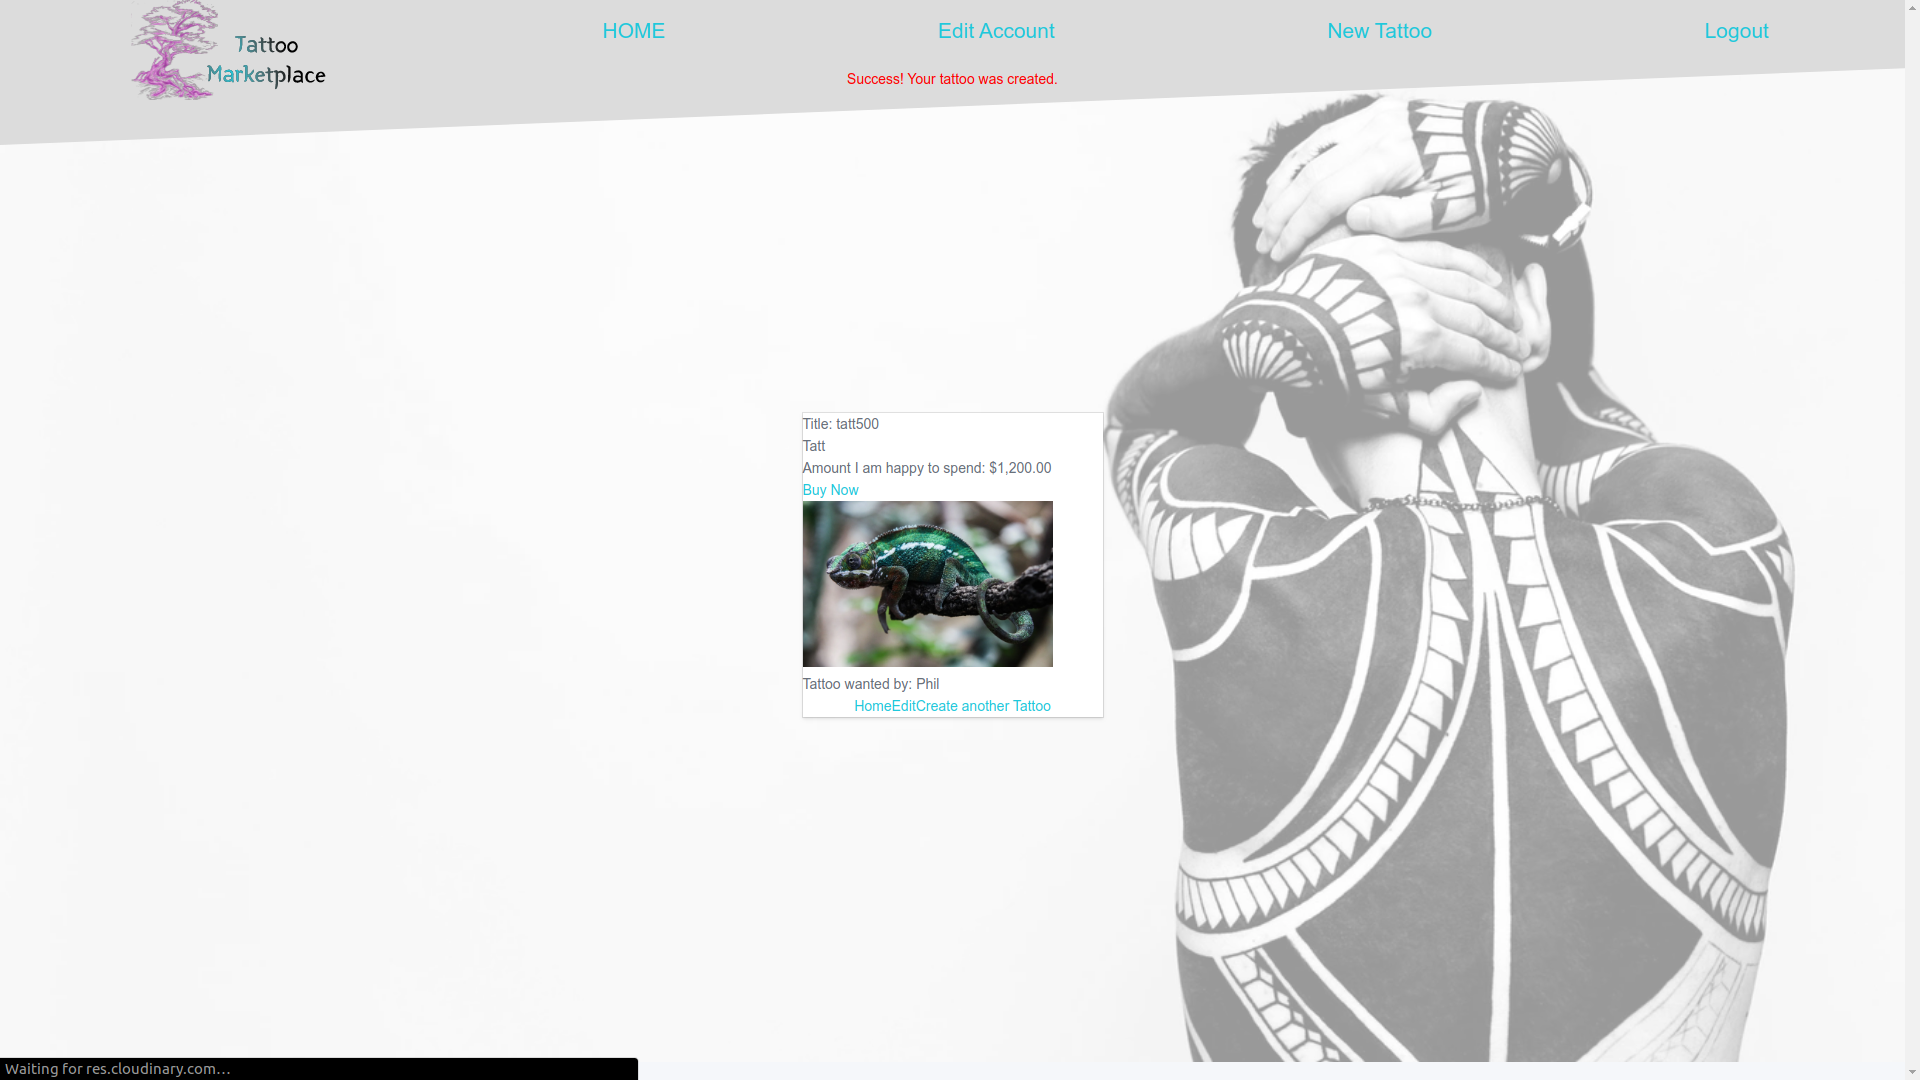 Tattoo
Marketplace
HOME
Edit Account
New Tattoo
Logout
Success! Your tattoo was created.
Title: tatt500
Tatt
Amount I am happy to spend: $1,200.00
Buy Now
Tattoo wanted by: Phil
HomeEditCreate another Tattoo
Waiting for res.cloudinary.com…